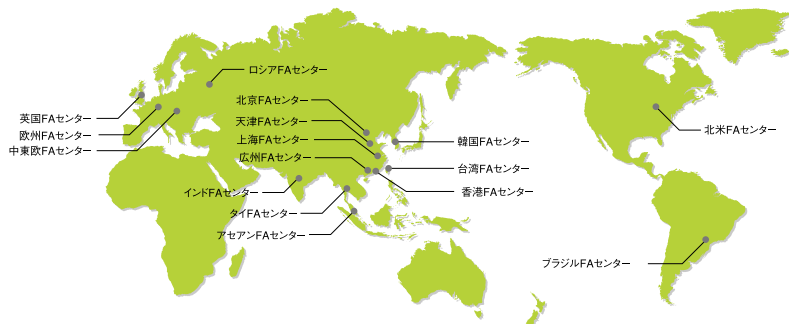 ロシアFAセンター
英国FAセンター
欧州FAセンター
中東欧FAセンター
北京FAセンター
天津FAセンター
上海FAセンター
広州FAセンター
インドFAセンター
タイFAセンター
アセアンFAセンター
韓国FAセンター
台湾FAセンター
香港FAセンター
北米FAセンター
ブラジルFAセンター